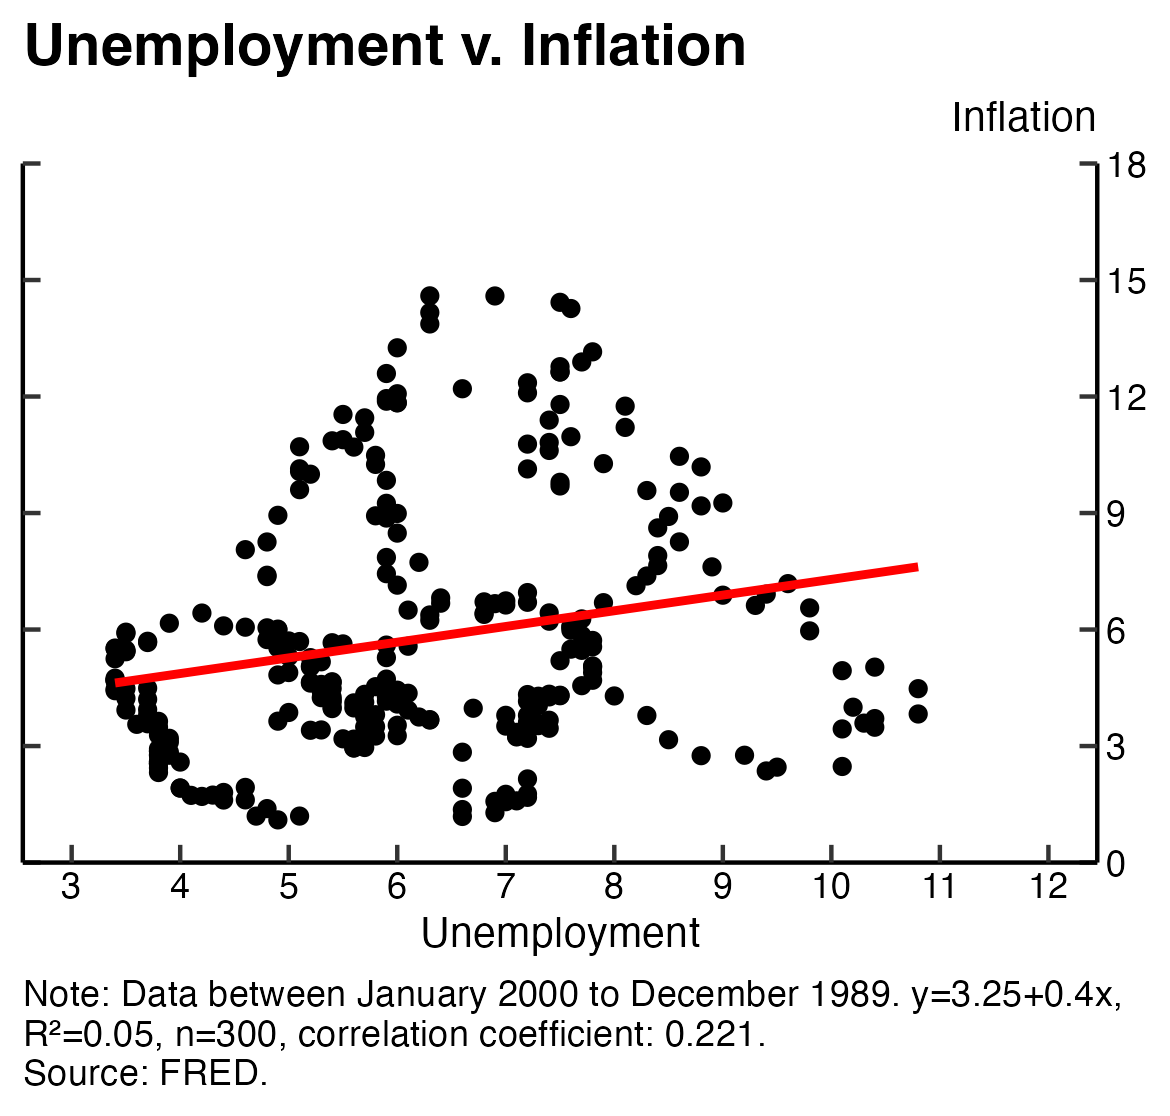 Unemployment v. Inflation
Inflation
18
15
12
9
6
3
0
3 4 5 6 7 8 9 10 11 12
Unemployment
Note: Data between January 2000 to December 1989. y=3.25+0.4x,
R²=0.05, n=300, correlation coefficient: 0.221.
Source: FRED.